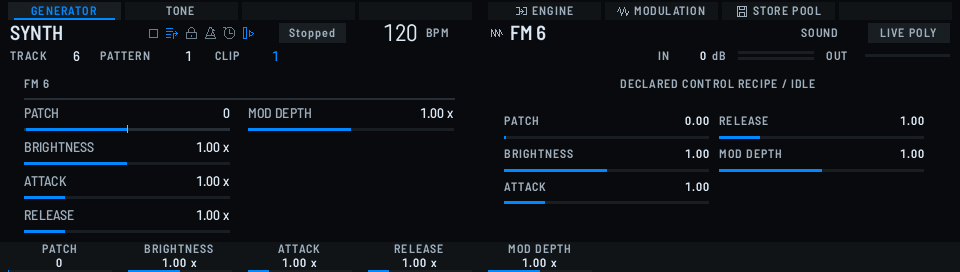 GENERATOR TONE ENGINE MODULATION STORE POOL
SYNTH Stopped 120 BPM FM 6 SOUND LIVE POLY
TRACK 6 PATTERN 1 CLIP 1 IN 0 dB OUT
FM 6 DECLARED CONTROL RECIPE / IDLE
PATCH 0 MOD DEPTH 1.00 x
PATCH 0.00 RELEASE 1.00
BRIGHTNESS 1.00 x
BRIGHTNESS 1.00 MOD DEPTH 1.00
ATTACK 1.00 x
ATTACK 1.00
RELEASE 1.00 x
PATCH BRIGHTNESS ATTACK RELEASE MOD DEPTH
0 1.00 x 1.00 x 1.00 x 1.00 x